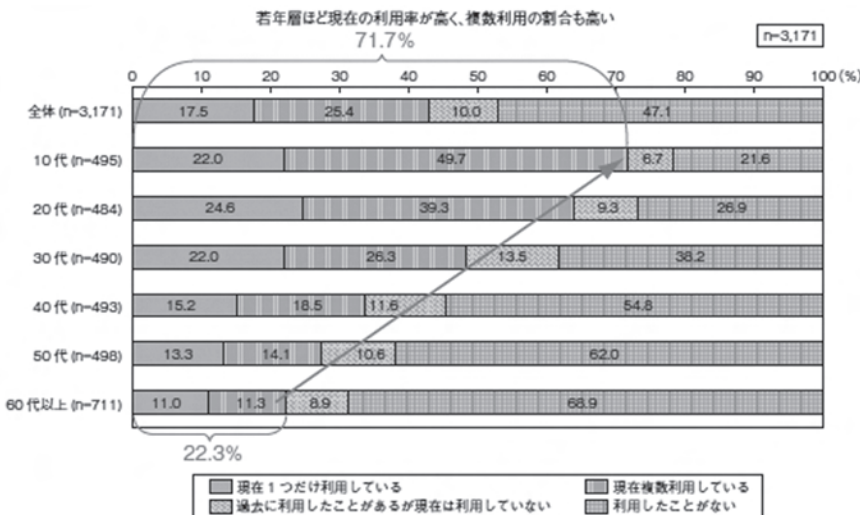 若年層ほど現在の利用率が高く、複数利用の割合も高い
71.7%
n=3,171
0 10 20 30 40 50 60 70 80 90 100 (%)
全体 (n=3,171) 17.5 25.4 10.0 47.1
10代 (n=495) 22.0 49.7 6.7 21.6
20代 (n=484) 24.6 39.3 9.3 26.9
30代 (n=490) 22.0 26.3 13.5 38.2
40代 (n=493) 15.2 18.5 11.6 54.8
50代 (n=498) 13.3 14.1 10.6 62.0
60代以上 (n=711) 11.0 11.3 8.9 68.9
22.3%
現在1つだけ利用している 現在複数利用している
過去に利用したことがあるが現在は利用していない 利用したことがない